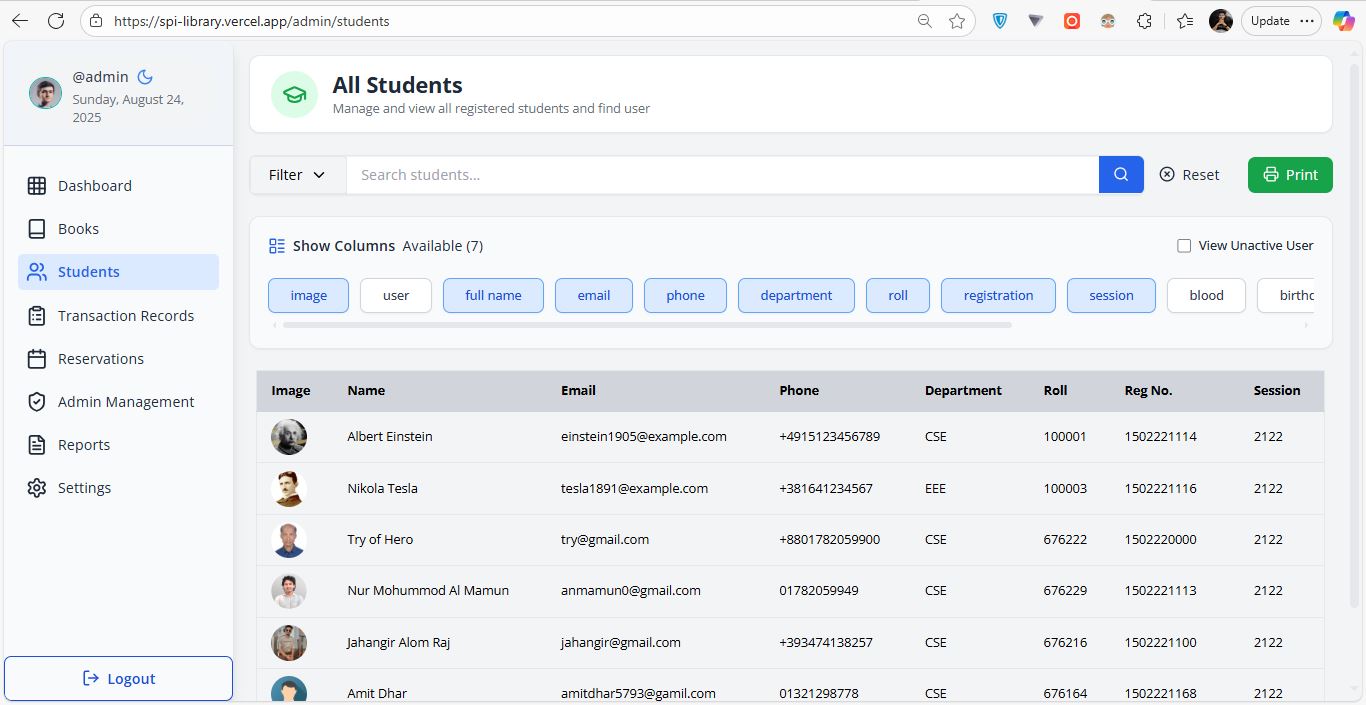 https://spi-library.vercel.app/admin/students
Update
@admin
Sunday, August 24,
2025
Dashboard
Books
Students
Transaction Records
Reservations
Admin Management
Reports
Settings
Logout
All Students
Manage and view all registered students and find user
Filter Search students... Reset Print
Show Columns Available (7) View Unactive User
image user full name email phone department roll registration session blood birthc
Image Name Email Phone Department Roll Reg No. Session
Albert Einstein einstein1905@example.com +4915123456789 CSE 100001 1502221114 2122
Nikola Tesla tesla1891@example.com +381641234567 EEE 100003 1502221116 2122
Try of Hero try@gmail.com +8801782059900 CSE 676222 1502220000 2122
Nur Mohummod Al Mamun anmamun0@gmail.com 01782059949 CSE 676229 1502221113 2122
Jahangir Alom Raj jahangir@gmail.com +393474138257 CSE 676216 1502221100 2122
Amit Dhar amitdhar5793@gamil.com 01321298778 CSE 676164 1502221168 2122